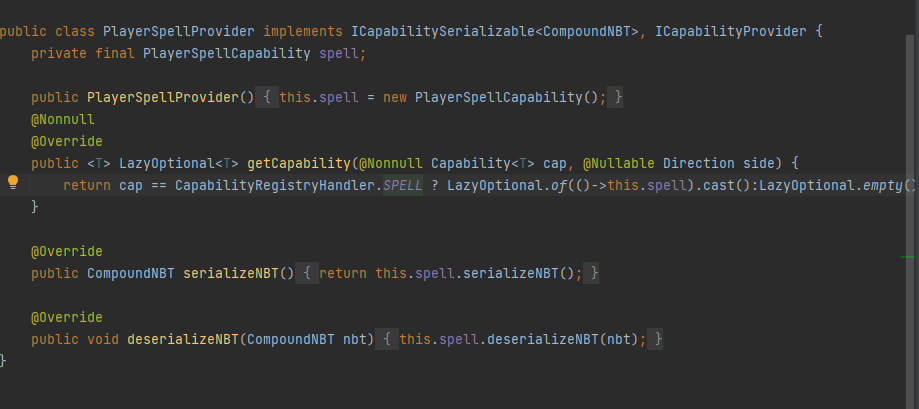 public class PlayerSpellProvider implements ICapabilitySerializable<CompoundNBT>, ICapabilityProvider {
    private final PlayerSpellCapability spell;

    public PlayerSpellProvider() { this.spell = new PlayerSpellCapability(); }
    @Nonnull
    @Override
    public <T> LazyOptional<T> getCapability(@Nonnull Capability<T> cap, @Nullable Direction side) {
        return cap == CapabilityRegistryHandler.SPELL ? LazyOptional.of(()->this.spell).cast():LazyOptional.empty()
    }

    @Override
    public CompoundNBT serializeNBT() { return this.spell.serializeNBT(); }

    @Override
    public void deserializeNBT(CompoundNBT nbt) { this.spell.deserializeNBT(nbt); }
}